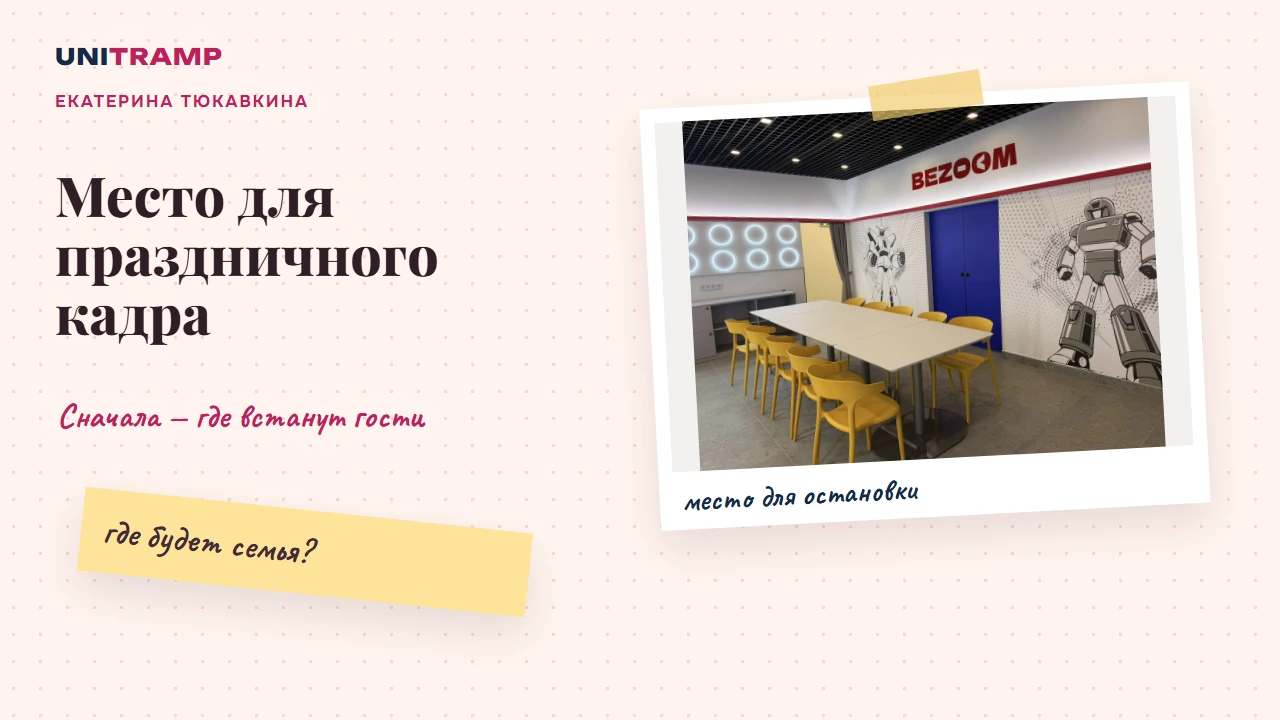 UNITRAMP
ЕКАТЕРИНА ТЮКАВКИНА
Место для
праздничного
кадра
Сначала — где встанут гости
где будет семья?
BEZOOM
место для остановки